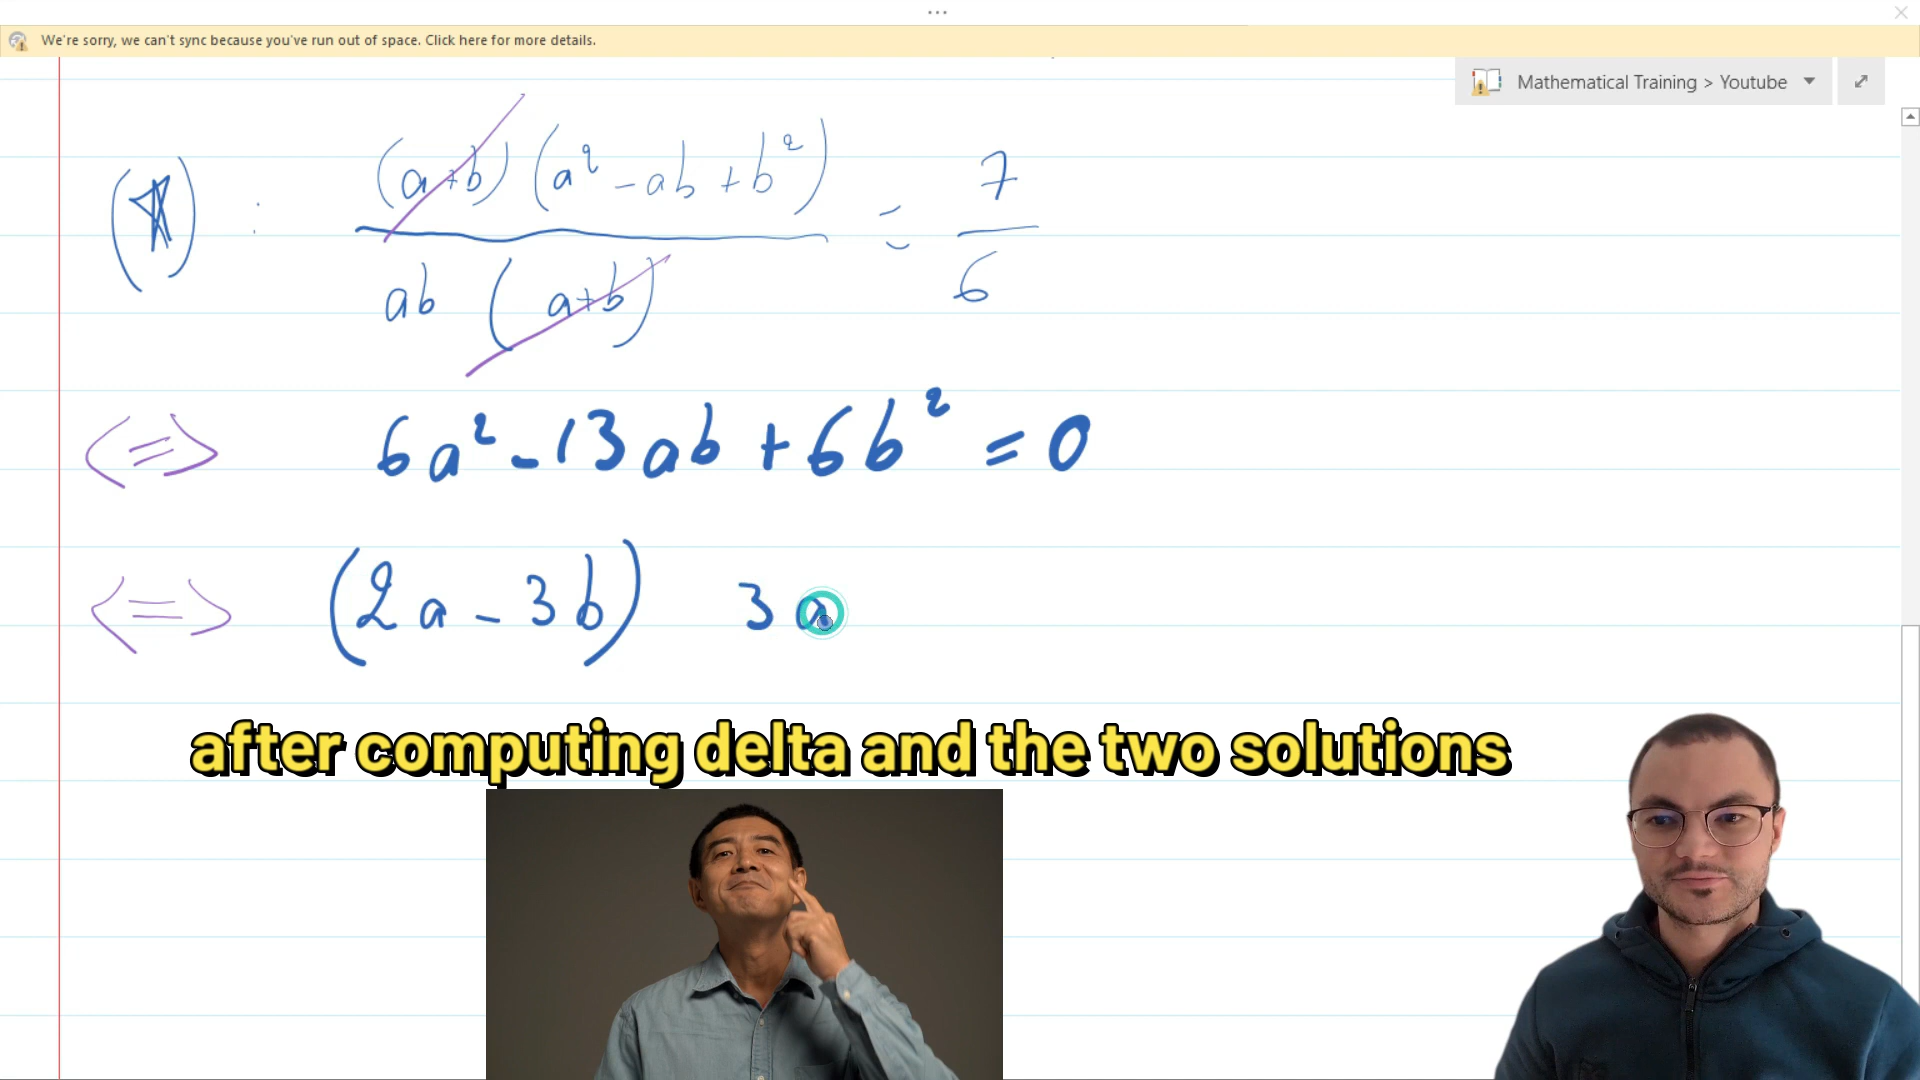 ...
We're sorry, we can't sync because you've run out of space. Click here for more details.
Mathematical Training > Youtube
(★) : (a+b)(a² - ab + b²) / ab (a+b) = 7/6
<=> 6a² - 13ab + 6b² = 0
<=> (2a - 3b) 3a
after computing delta and the two solutions